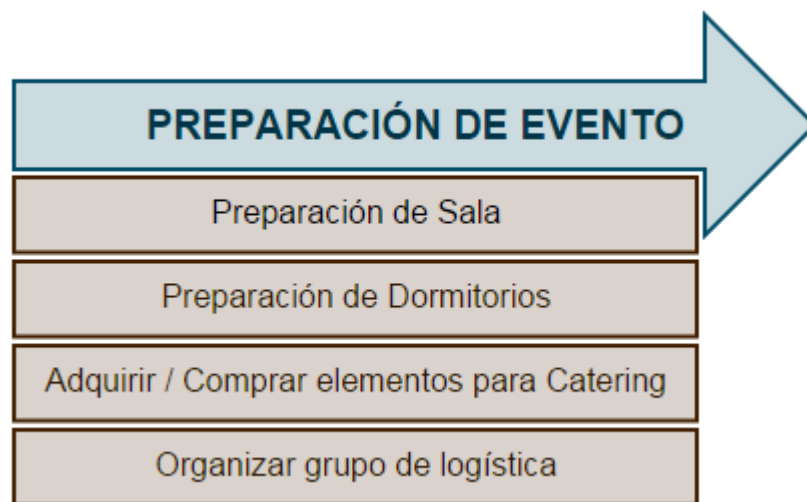 PREPARACIÓN DE EVENTO
Preparación de Sala
Preparación de Dormitorios
Adquirir / Comprar elementos para Catering
Organizar grupo de logística